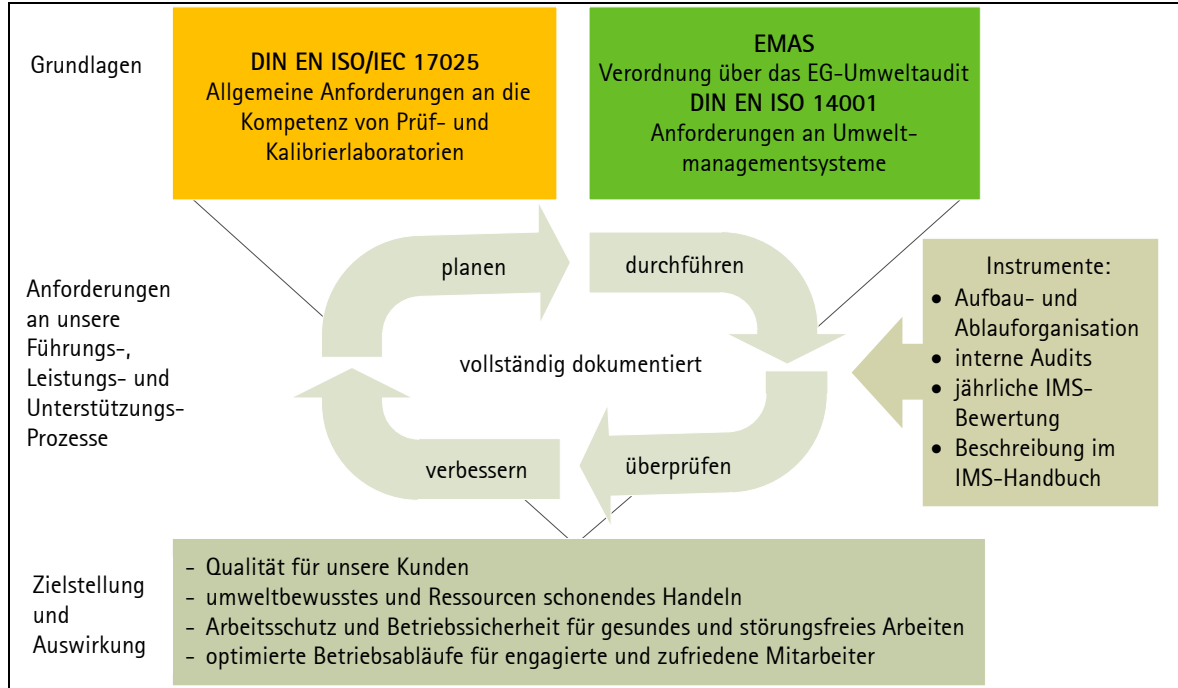 Grundlagen
DIN EN ISO/IEC 17025
Allgemeine Anforderungen an die
Kompetenz von Prüf- und
Kalibrierlaboratorien
EMAS
Verordnung über das EG-Umweltaudit
DIN EN ISO 14001
Anforderungen an Umwelt-
managementsysteme
Anforderungen
an unsere
Führungs-,
Leistungs- und
Unterstützungs-
Prozesse
planen
durchführen
vollständig dokumentiert
verbessern
überprüfen
Instrumente:
• Aufbau- und
Ablauforganisation
• interne Audits
• jährliche IMS-
Bewertung
• Beschreibung im
IMS-Handbuch
Zielstellung
und
Auswirkung
- Qualität für unsere Kunden
- umweltbewusstes und Ressourcen schonendes Handeln
- Arbeitsschutz und Betriebssicherheit für gesundes und störungsfreies Arbeiten
- optimierte Betriebsabläufe für engagierte und zufriedene Mitarbeiter